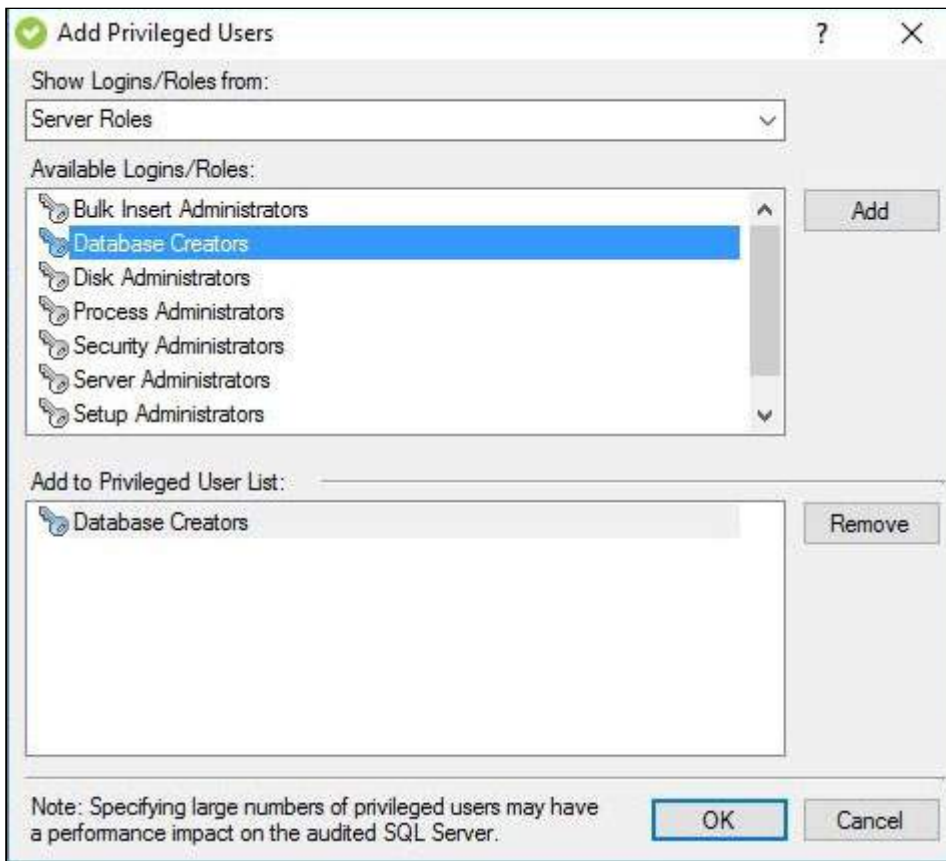 Add Privileged Users
?
Show Logins/Roles from:
Server Roles
Available Logins/Roles:
Bulk Insert Administrators
Add
Database Creators
Disk Administrators
Process Administrators
Security Administrators
Server Administrators
Setup Administrators
Add to Privileged User List:
Database Creators
Remove
Note: Specifying large numbers of privileged users may have
a performance impact on the audited SQL Server.
OK
Cancel